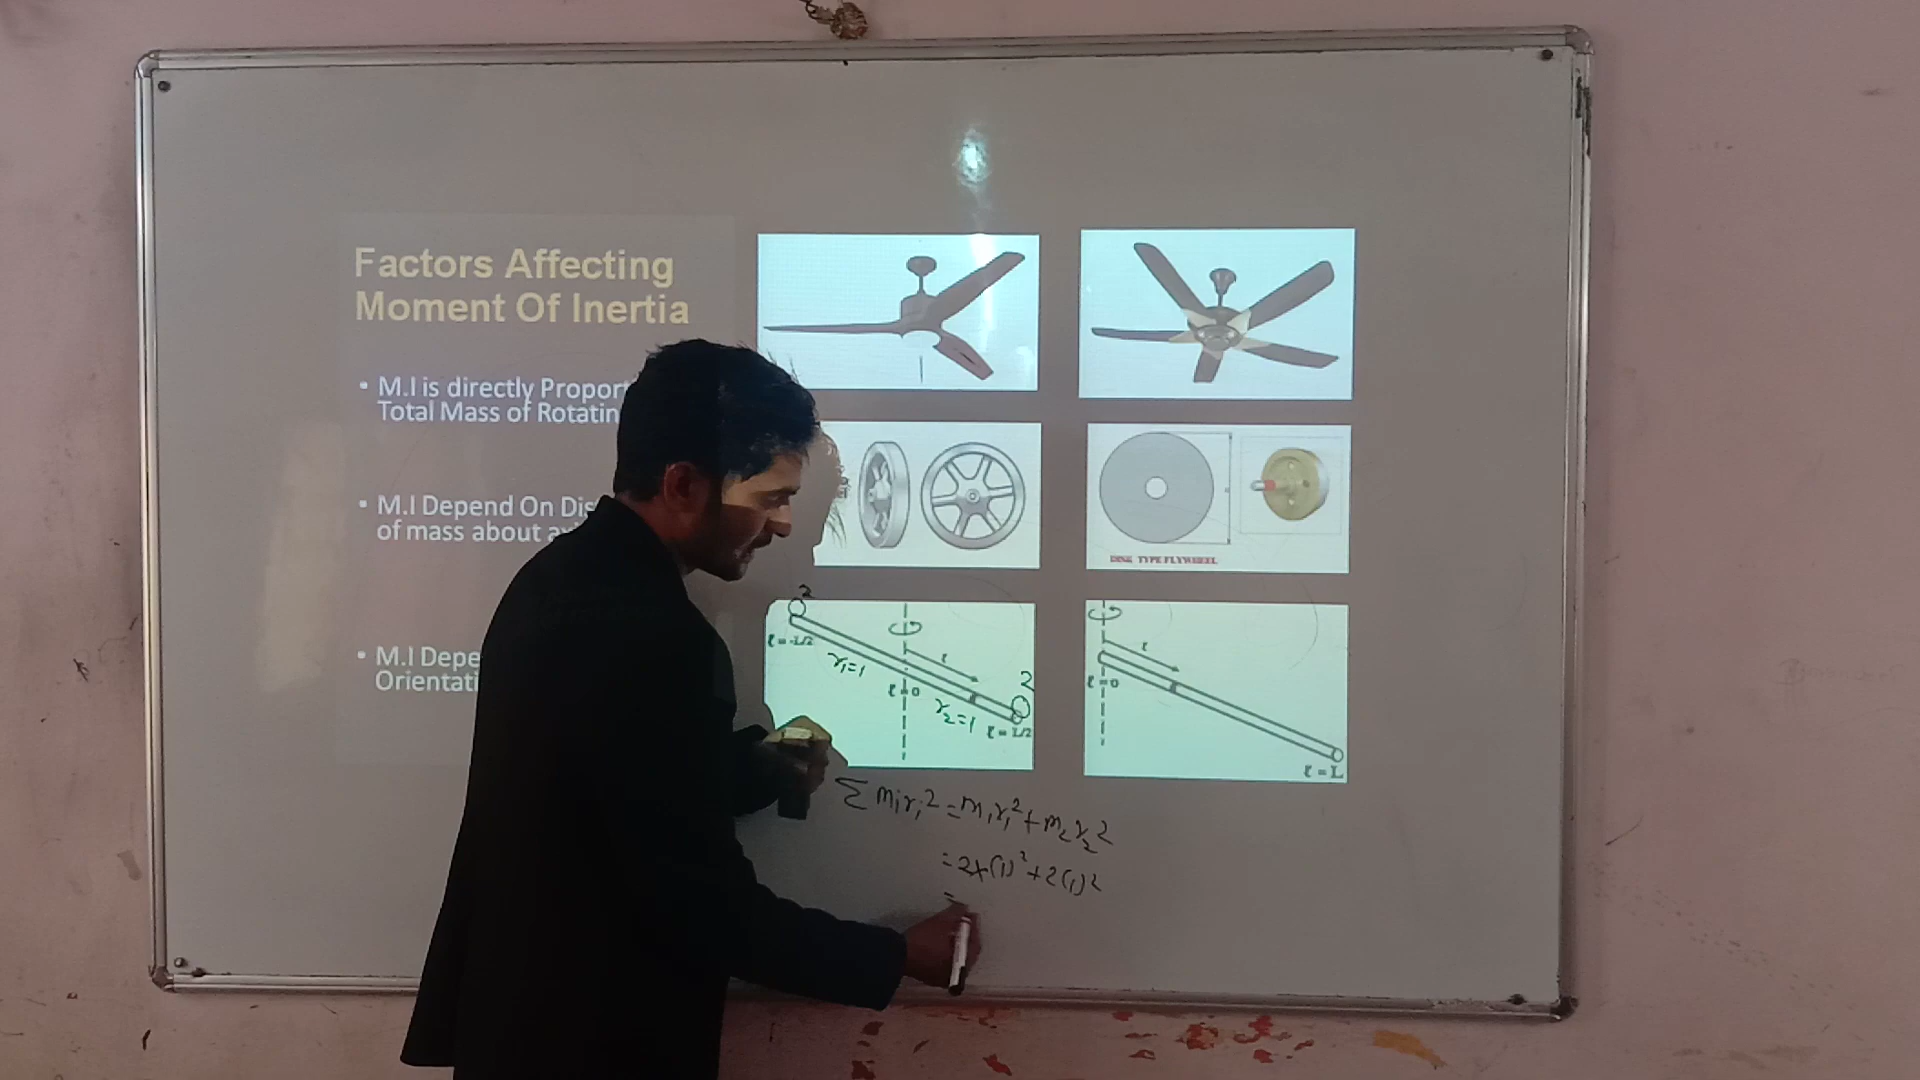 Factors Affecting
Moment Of Inertia
• M.I is directly Propor
Total Mass of Rotatin
• M.I Depend On Dis
of mass about
• M.I Depe
Orientati
DISK TYPE FLYWHEEL
2
ℓ = -L/2
r₁=1
ℓ
ℓ = 0
r₂=1
2
ℓ = L/2
ℓ
ℓ = 0
ℓ = L
Σ mᵢrᵢ² = m₁r₁² + m₂r₂²
= 2×(1)² + 2(1)²
=